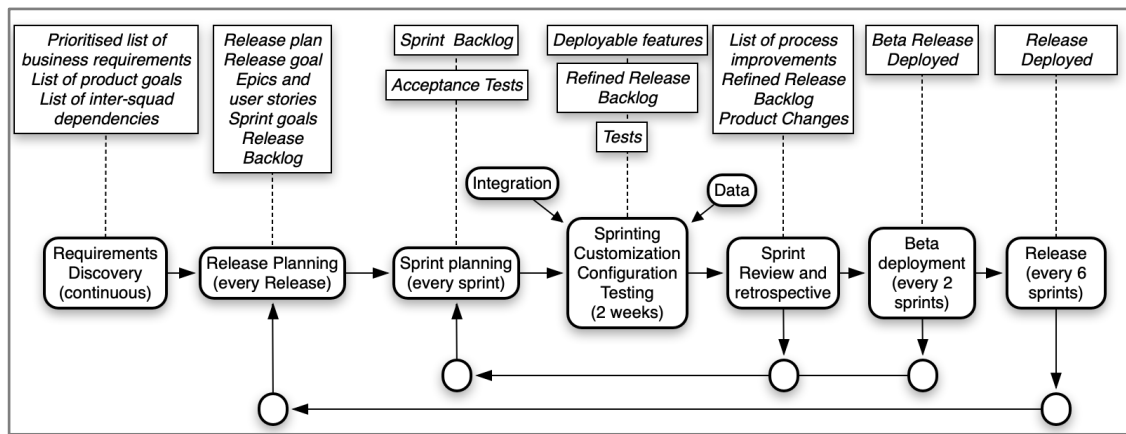 Prioritised list of
business requirements
List of product goals
List of inter-squad
dependencies
Release plan
Release goal
Epics and
user stories
Sprint goals
Release
Backlog
Sprint Backlog
Acceptance Tests
Deployable features
Refined Release
Backlog
Tests
List of process
improvements
Refined Release
Backlog
Product Changes
Beta Release
Deployed
Release
Deployed
Integration
Data
Requirements
Discovery
(continuous)
Release Planning
(every Release)
Sprint planning
(every sprint)
Sprinting
Customization
Configuration
Testing
(2 weeks)
Sprint
Review and
retrospective
Beta
deployment
(every 2
sprints)
Release
(every 6
sprints)